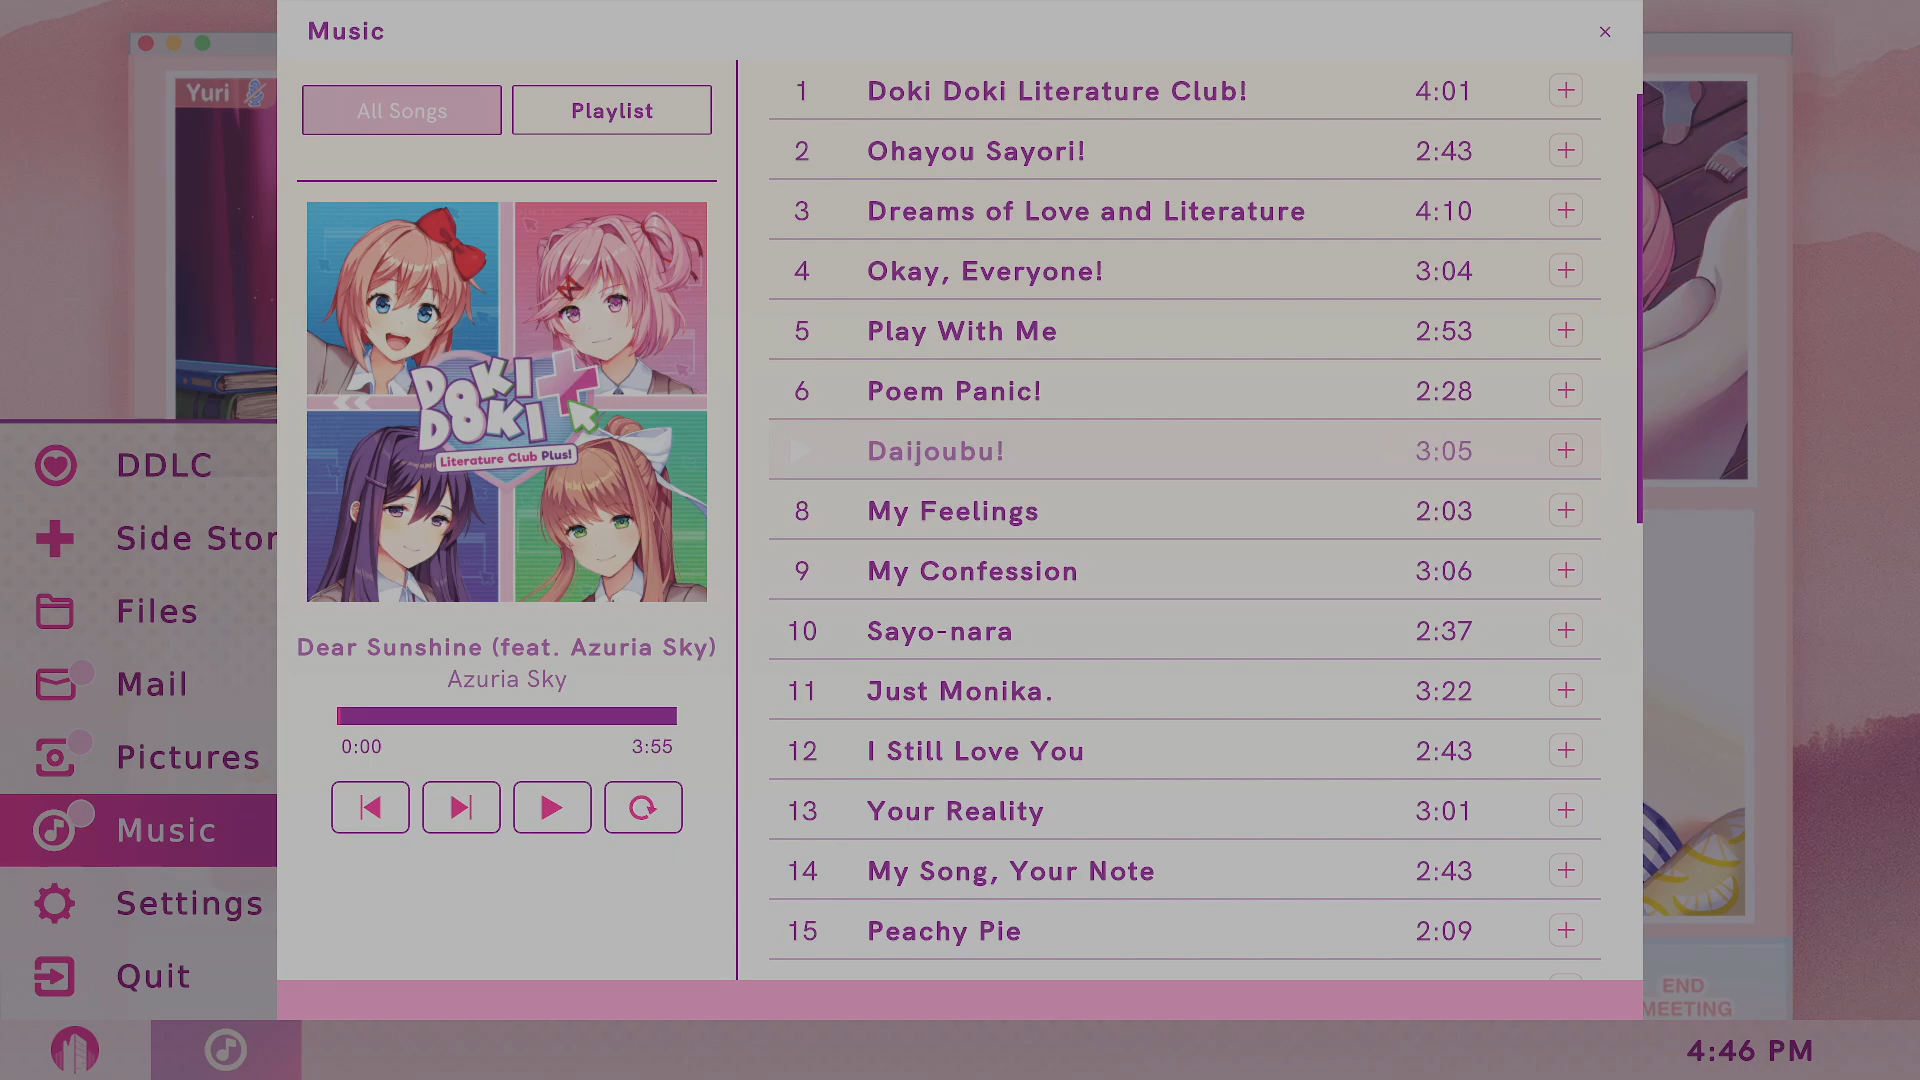 Music
×
Yuri
All Songs
Playlist
DOKI
DOKI
Literature Club Plus!
Dear Sunshine (feat. Azuria Sky)
Azuria Sky
0:00
3:55
1 Doki Doki Literature Club! 4:01
2 Ohayou Sayori! 2:43
3 Dreams of Love and Literature 4:10
4 Okay, Everyone! 3:04
5 Play With Me 2:53
6 Poem Panic! 2:28
Daijoubu! 3:05
8 My Feelings 2:03
9 My Confession 3:06
10 Sayo-nara 2:37
11 Just Monika. 3:22
12 I Still Love You 2:43
13 Your Reality 3:01
14 My Song, Your Note 2:43
15 Peachy Pie 2:09
DDLC
Side Stor
Files
Mail
Pictures
Music
Settings
Quit
END
MEETING
4:46 PM